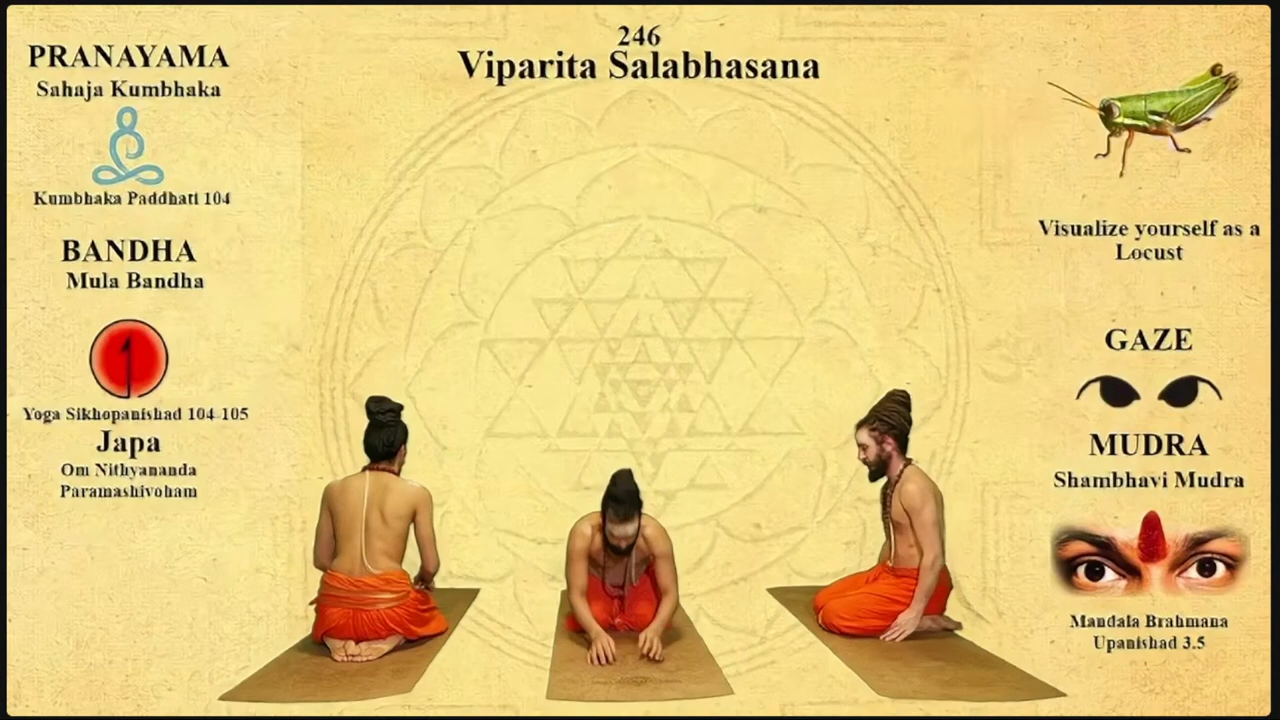 246
Viparita Salabhasana
PRANAYAMA
Sahaja Kumbhaka
Kumbhaka Paddhati 104
BANDHA
Mula Bandha
Yoga Sikhopanishad 104-105
Japa
Om Nithyananda
Paramashivoham
Visualize yourself as a
Locust
GAZE
MUDRA
Shambhavi Mudra
Mandala Brahmana
Upanishad 3.5